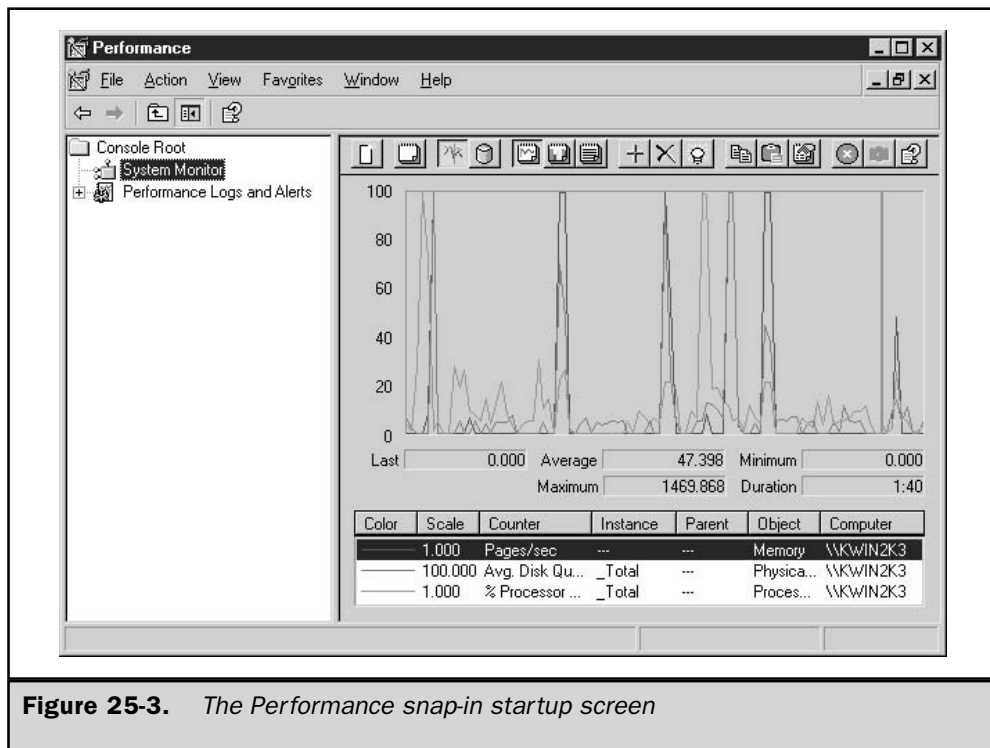 Performance
File Action View Favorites Window Help
Console Root
System Monitor
Performance Logs and Alerts
100
80
60
40
20
0
Last 0.000 Average 47.398 Minimum 0.000
Maximum 1469.868 Duration 1:40
Color Scale Counter Instance Parent Object Computer
1.000 Pages/sec --- --- Memory \\KWIN2K3
100.000 Avg. Disk Qu... _Total --- Physica... \\KWIN2K3
1.000 % Processor ... _Total --- Proces... \\KWIN2K3
Figure 25-3. The Performance snap-in startup screen